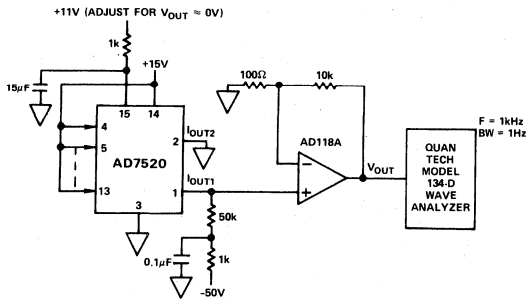 +11V (ADJUST FOR VOUT ≈ 0V)
1k
+15V
15µF
15
14
4
5
13
AD7520
2
IOUT2
1
IOUT1
3
100Ω
10k
AD118A
−
+
VOUT
F = 1kHz
BW = 1Hz
QUAN
TECH
MODEL
134-D
WAVE
ANALYZER
50k
0.1µF
1k
-50V